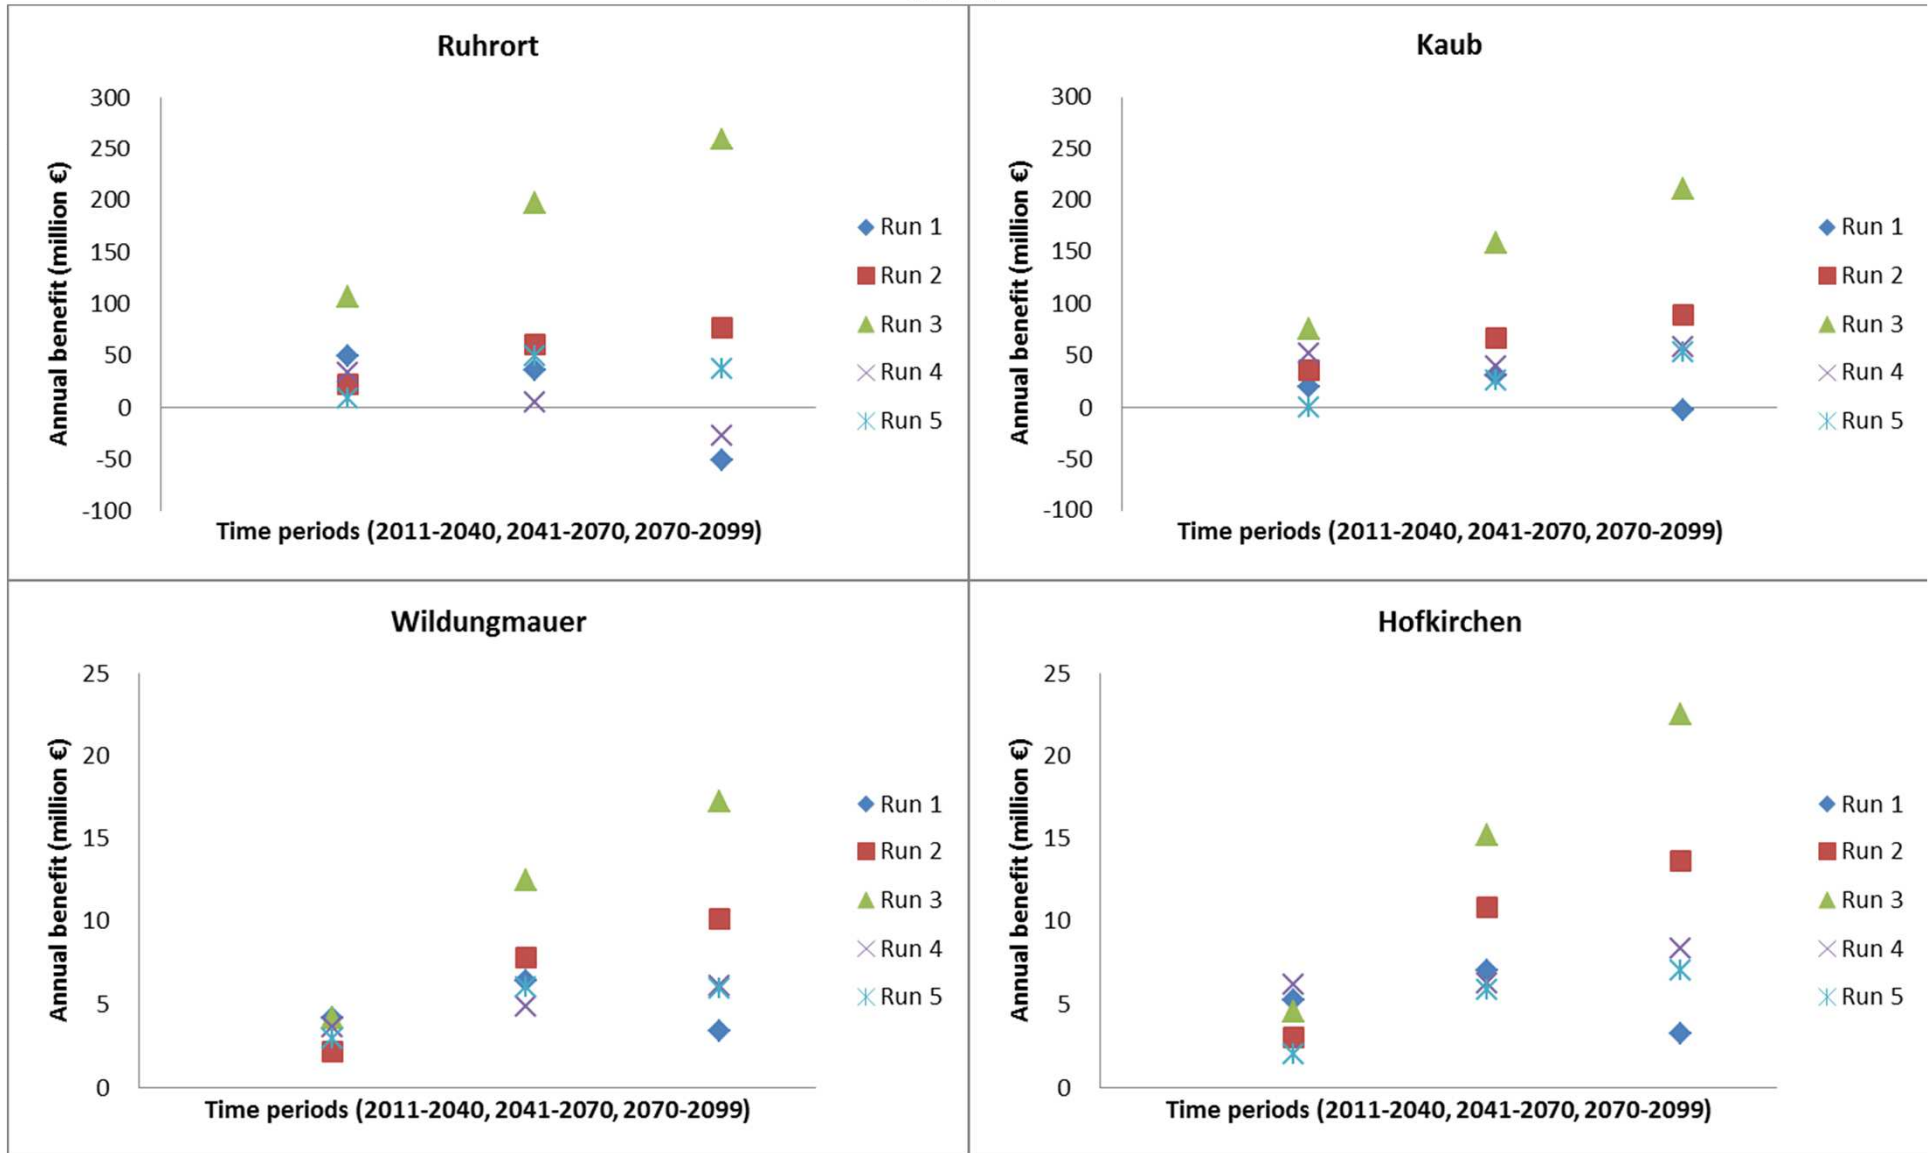 Ruhrort
300
250
200
150
100
50
0
-50
-100
Annual benefit (million €)
Time periods (2011-2040, 2041-2070, 2070-2099)
Run 1
Run 2
Run 3
Run 4
Run 5
Kaub
300
250
200
150
100
50
0
-50
-100
Annual benefit (million €)
Time periods (2011-2040, 2041-2070, 2070-2099)
Run 1
Run 2
Run 3
Run 4
Run 5
Wildungmauer
25
20
15
10
5
0
Annual benefit (million €)
Time periods (2011-2040, 2041-2070, 2070-2099)
Run 1
Run 2
Run 3
Run 4
Run 5
Hofkirchen
25
20
15
10
5
0
Annual benefit (million €)
Time periods (2011-2040, 2041-2070, 2070-2099)
Run 1
Run 2
Run 3
Run 4
Run 5